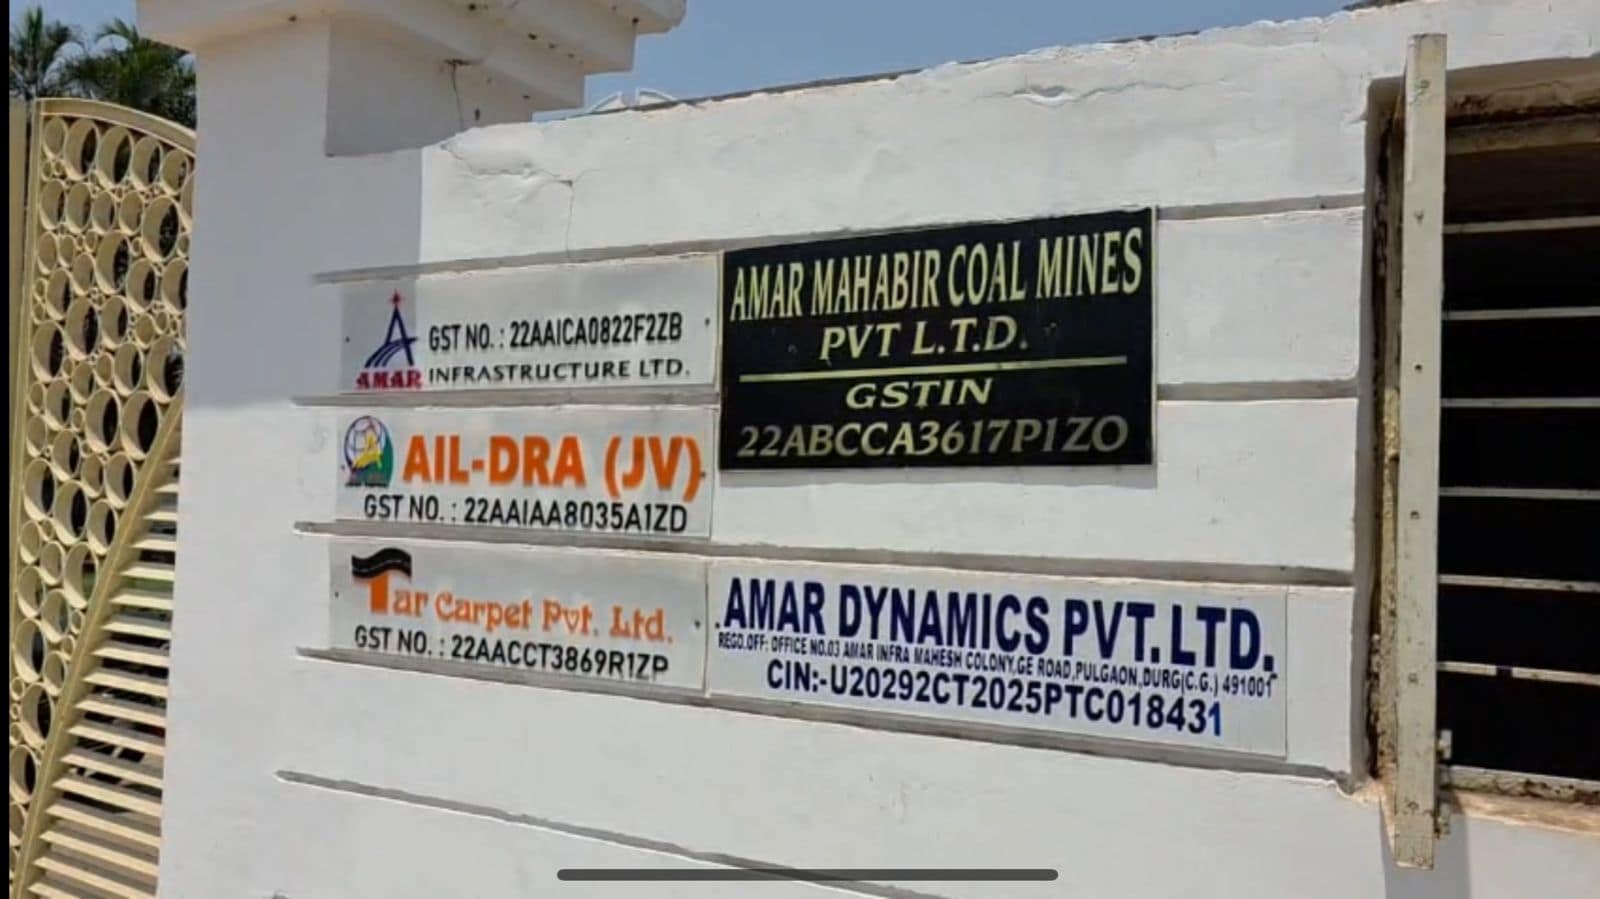 AMAR
GST NO. : 22AAICA0822F2ZB
INFRASTRUCTURE LTD.
AIL-DRA (JV)
GST NO. : 22AAIAA8035A1ZD
Tar Carpet Pvt. Ltd.
GST NO. : 22AACCT3869R1ZP
AMAR MAHABIR COAL MINES
PVT L.T.D.
GSTIN
22ABCCA3617P1ZO
AMAR DYNAMICS PVT. LTD.
REGD.OFF: OFFICE NO.03 AMAR INFRA MAHESH COLONY,GE ROAD,PULGAON,DURG(C.G.) 491001
CIN:-U20292CT2025PTC018431